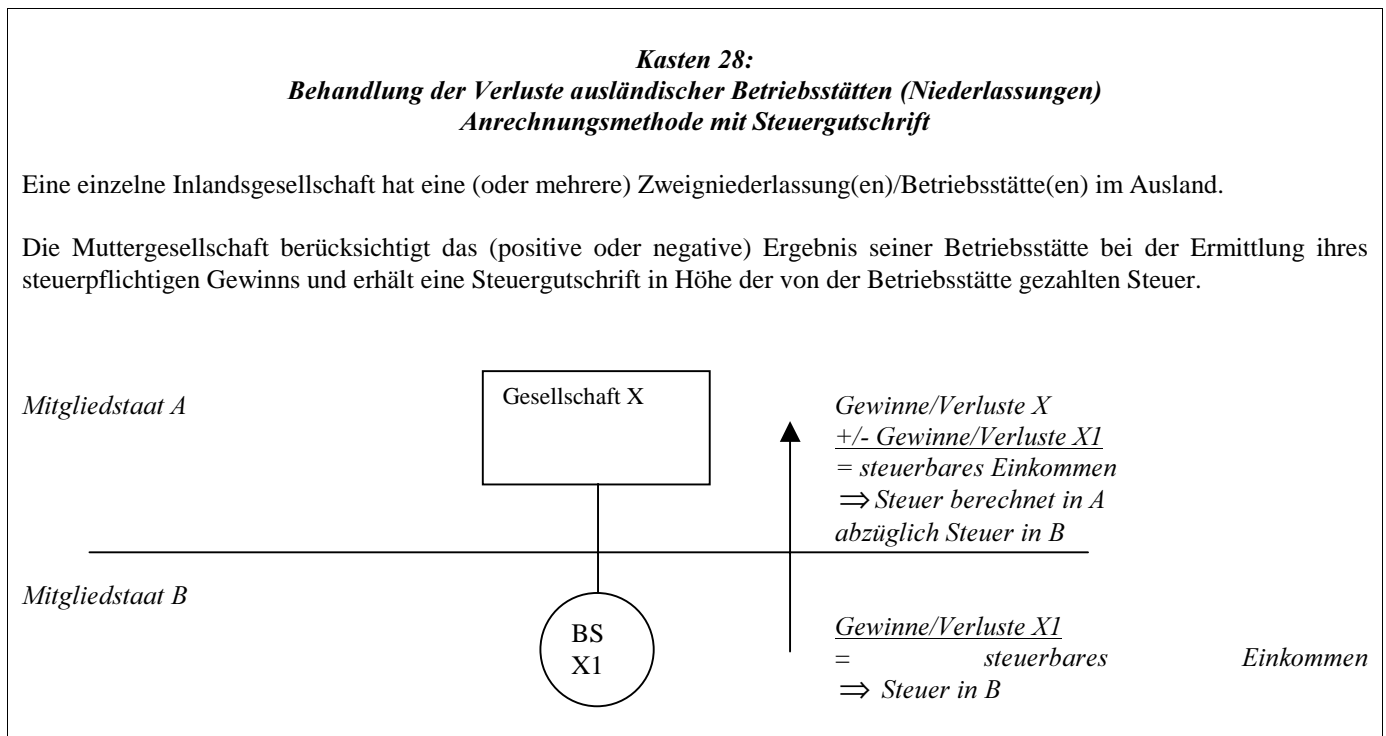 Kasten 28:
Behandlung der Verluste ausländischer Betriebsstätten (Niederlassungen)
Anrechnungsmethode mit Steuergutschrift
Eine einzelne Inlandsgesellschaft hat eine (oder mehrere) Zweigniederlassung(en)/Betriebsstätte(en) im Ausland.
Die Muttergesellschaft berücksichtigt das (positive oder negative) Ergebnis seiner Betriebsstätte bei der Ermittlung ihres
steuerpflichtigen Gewinns und erhält eine Steuergutschrift in Höhe der von der Betriebsstätte gezahlten Steuer.
Mitgliedstaat A
Gesellschaft X
Gewinne/Verluste X
+/- Gewinne/Verluste X1
= steuerbares Einkommen
⇒ Steuer berechnet in A
abzüglich Steuer in B
Mitgliedstaat B
BS
X1
Gewinne/Verluste X1
= steuerbares Einkommen
⇒ Steuer in B